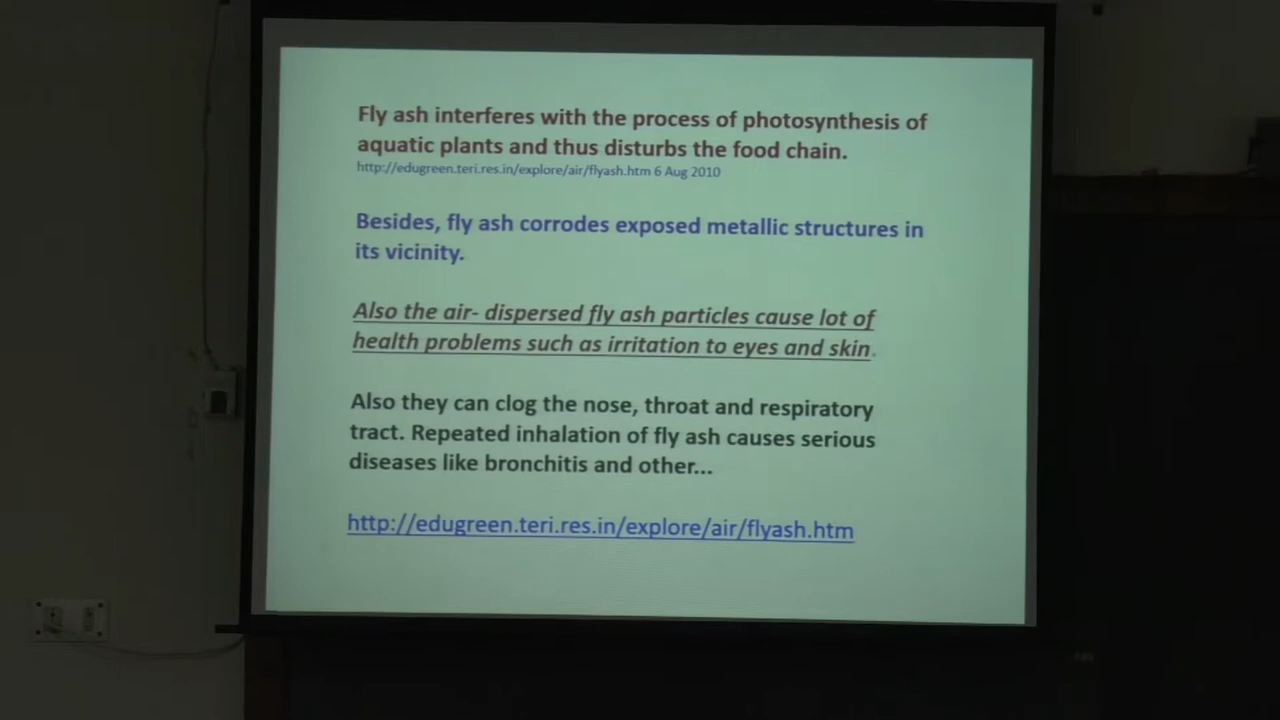 Fly ash interferes with the process of photosynthesis of
aquatic plants and thus disturbs the food chain.
http://edugreen.teri.res.in/explore/air/flyash.htm 6 Aug 2010
Besides, fly ash corrodes exposed metallic structures in
its vicinity.
Also the air- dispersed fly ash particles cause lot of
health problems such as irritation to eyes and skin.
Also they can clog the nose, throat and respiratory
tract. Repeated inhalation of fly ash causes serious
diseases like bronchitis and other...
http://edugreen.teri.res.in/explore/air/flyash.htm